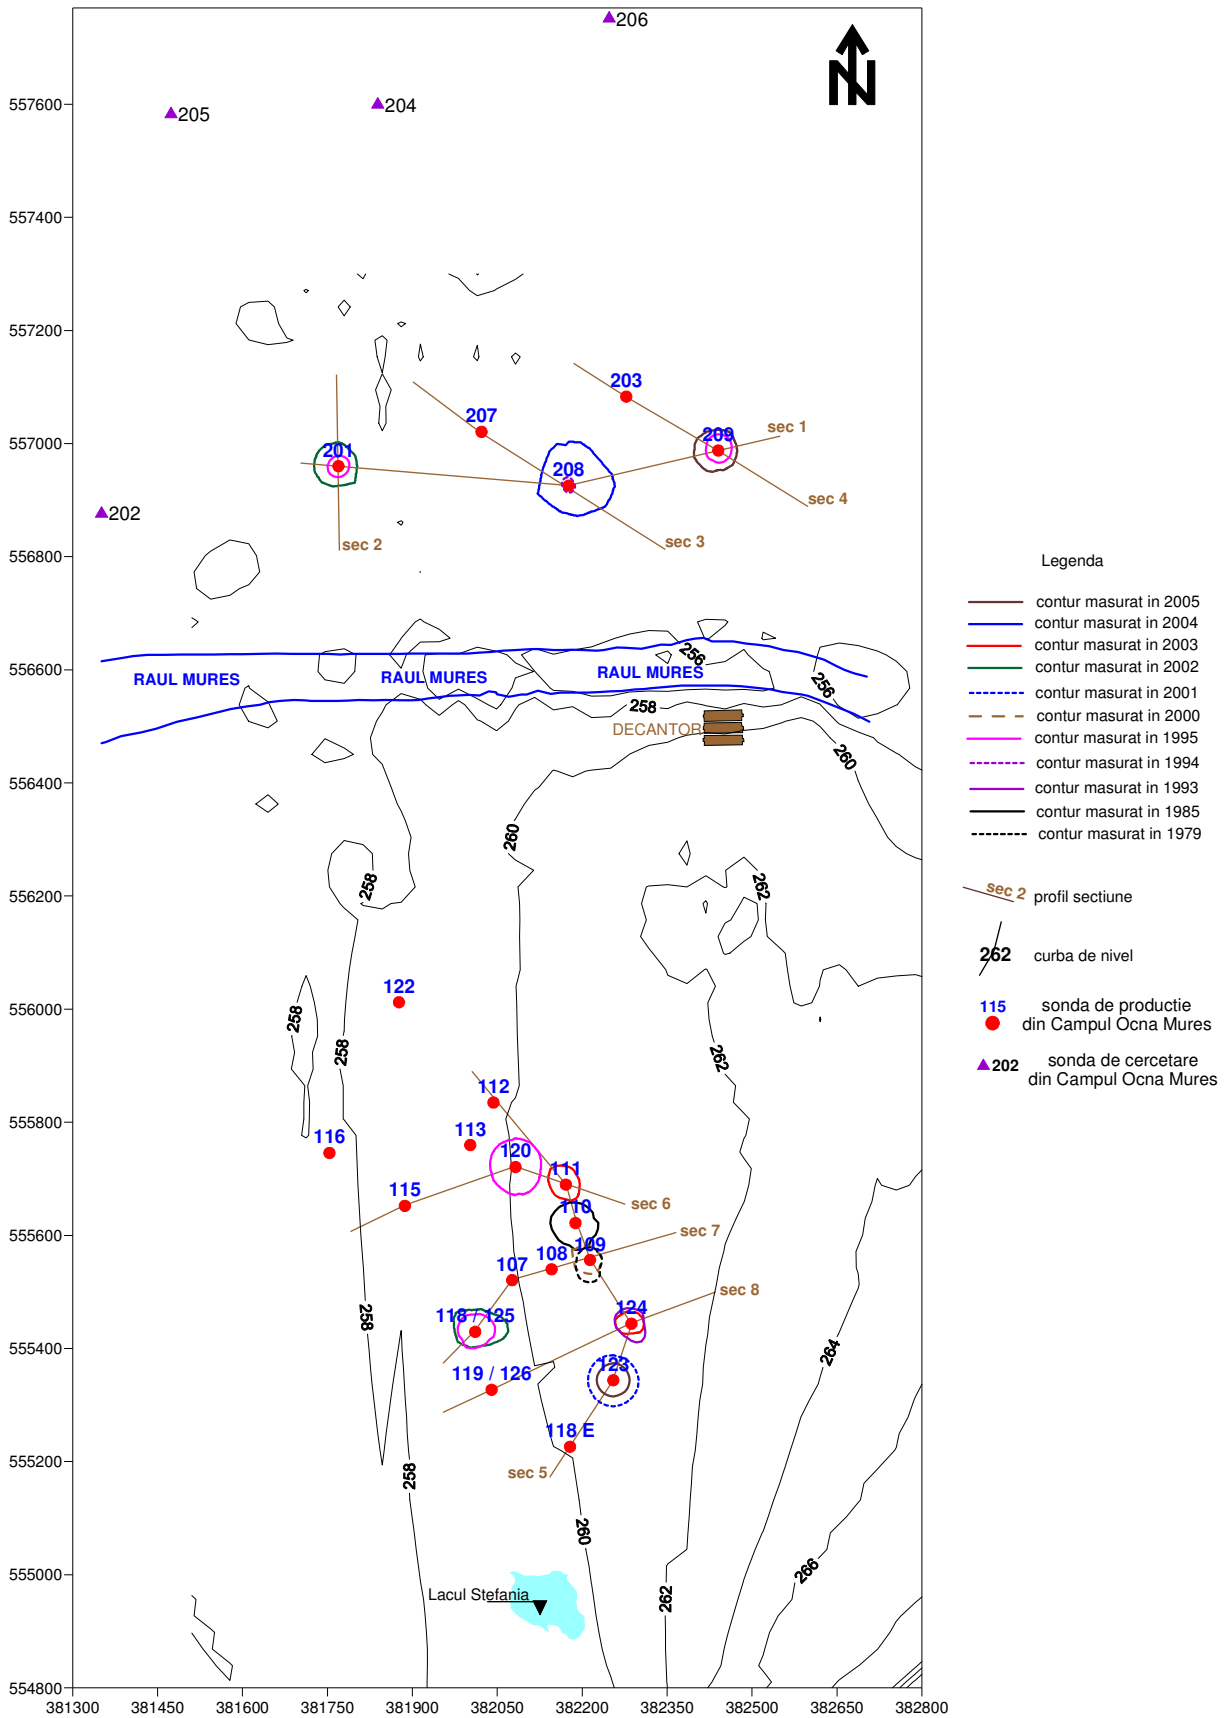 206
N
557600
205
204
557400
557200
203
207
209
sec 1
557000
201
208
sec 4
202
sec 2
sec 3
556800
256
556600
RAUL MURES
RAUL MURES
RAUL MURES
256
258
DECANTOR
260
556400
260
258
262
556200
122
556000
258
258
262
112
555800
113
116
120
111
115
110
sec 6
555600
109
sec 7
108
107
sec 8
118 / 125
124
258
264
555400
119 / 126
123
118 E
555200
258
sec 5
260
266
555000
Lacul Stefania
262
554800
381300
381450
381600
381750
381900
382050
382200
382350
382500
382650
382800
Legenda
contur masurat in 2005
contur masurat in 2004
contur masurat in 2003
contur masurat in 2002
contur masurat in 2001
contur masurat in 2000
contur masurat in 1995
contur masurat in 1994
contur masurat in 1993
contur masurat in 1985
contur masurat in 1979
sec 2 profil sectiune
262 curba de nivel
115 sonda de productie
din Campul Ocna Mures
202 sonda de cercetare
din Campul Ocna Mures